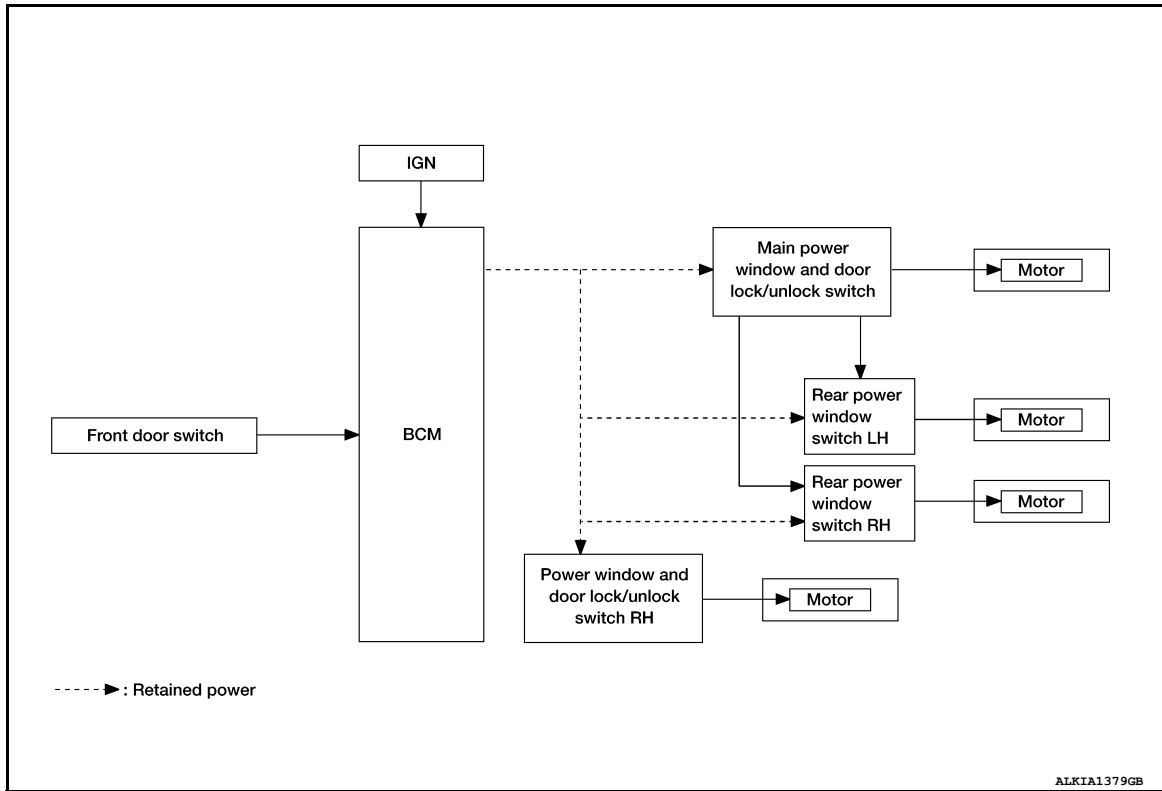 IGN
BCM
Front door switch
Main power
window and door
lock/unlock switch
Motor
Rear power
window
switch LH
Motor
Rear power
window
switch RH
Motor
Power window and
door lock/unlock
switch RH
Motor
: Retained power
ALKIA1379GB